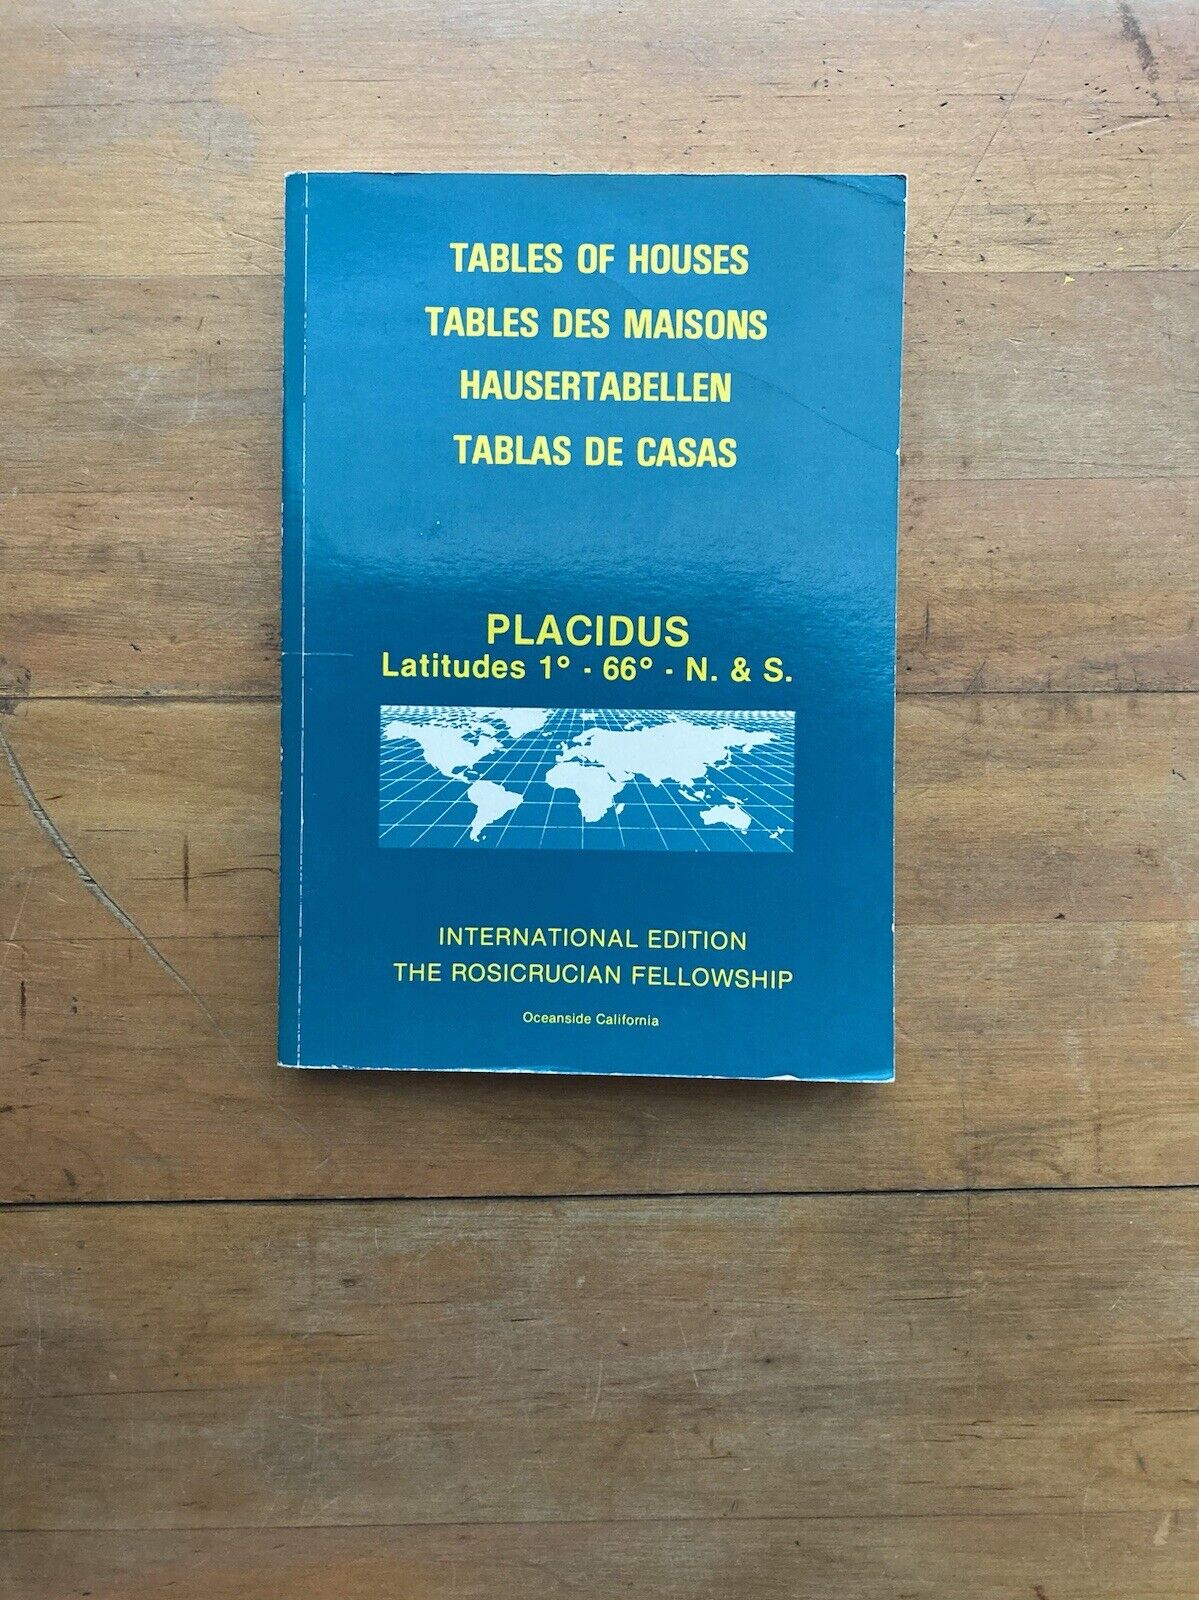 TABLES OF HOUSES
TABLES DES MAISONS
HAUSERTABELLEN
TABLAS DE CASAS
PLACIDUS
Latitudes 1° - 66° - N. & S.
INTERNATIONAL EDITION
THE ROSICRUCIAN FELLOWSHIP
Oceanside California